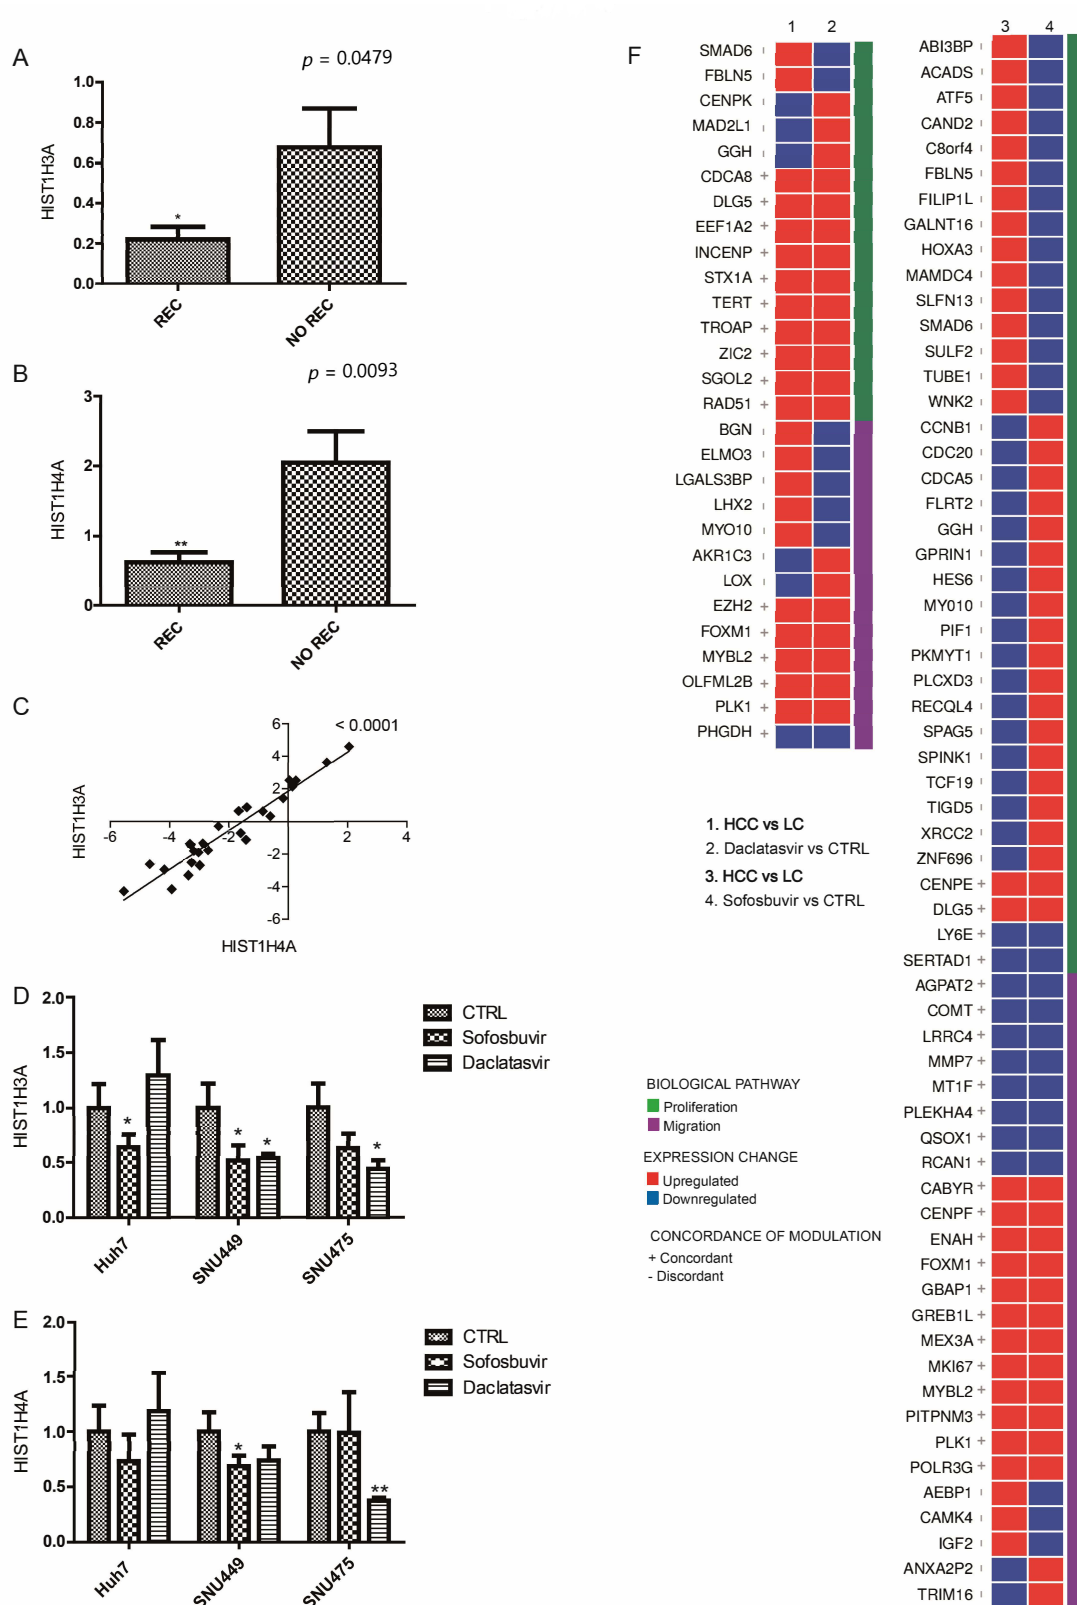 A
p = 0.0479
HIST1H3A
1.0
0.8
0.6
0.4
0.2
0.0
*
REC
NO REC
B
p = 0.0093
HIST1H4A
3
2
1
0
**
REC
NO REC
C
< 0.0001
HIST1H3A
6
4
2
-2
-4
-6
-6
-4
-2
2
4
HIST1H4A
D
HIST1H3A
2.0
1.5
1.0
0.5
0.0
*
*
*
*
Huh7
SNU449
SNU475
CTRL
Sofosbuvir
Daclatasvir
E
HIST1H4A
2.0
1.5
1.0
0.5
0.0
*
**
Huh7
SNU449
SNU475
CTRL
Sofosbuvir
Daclatasvir
F
1 2
SMAD6 -
FBLN5 -
CENPK -
MAD2L1 -
GGH -
CDCA8 +
DLG5 +
EEF1A2 +
INCENP +
STX1A +
TERT +
TROAP +
ZIC2 +
SGOL2 +
RAD51 +
BGN -
ELMO3 -
LGALS3BP -
LHX2 -
MYO10 -
AKR1C3 -
LOX -
EZH2 +
FOXM1 +
MYBL2 +
OLFML2B +
PLK1 +
PHGDH +
1. HCC vs LC
2. Daclatasvir vs CTRL
3. HCC vs LC
4. Sofosbuvir vs CTRL
BIOLOGICAL PATHWAY
Proliferation
Migration
EXPRESSION CHANGE
Upregulated
Downregulated
CONCORDANCE OF MODULATION
+ Concordant
- Discordant
3 4
ABI3BP -
ACADS -
ATF5 -
CAND2 -
C8orf4 -
FBLN5 -
FILIP1L -
GALNT16 -
HOXA3 -
MAMDC4 -
SLFN13 -
SMAD6 -
SULF2 -
TUBE1 -
WNK2 -
CCNB1 -
CDC20 -
CDCA5 -
FLRT2 -
GGH -
GPRIN1 -
HES6 -
MY010 -
PIF1 -
PKMYT1 -
PLCXD3 -
RECQL4 -
SPAG5 -
SPINK1 -
TCF19 -
TIGD5 -
XRCC2 -
ZNF696 -
CENPE +
DLG5 +
LY6E +
SERTAD1 +
AGPAT2 +
COMT +
LRRC4 +
MMP7 +
MT1F +
PLEKHA4 +
QSOX1 +
RCAN1 +
CABYR +
CENPF +
ENAH +
FOXM1 +
GBAP1 +
GREB1L +
MEX3A +
MKI67 +
MYBL2 +
PITPNM3 +
PLK1 +
POLR3G +
AEBP1 -
CAMK4 -
IGF2 -
ANXA2P2 -
TRIM16 -